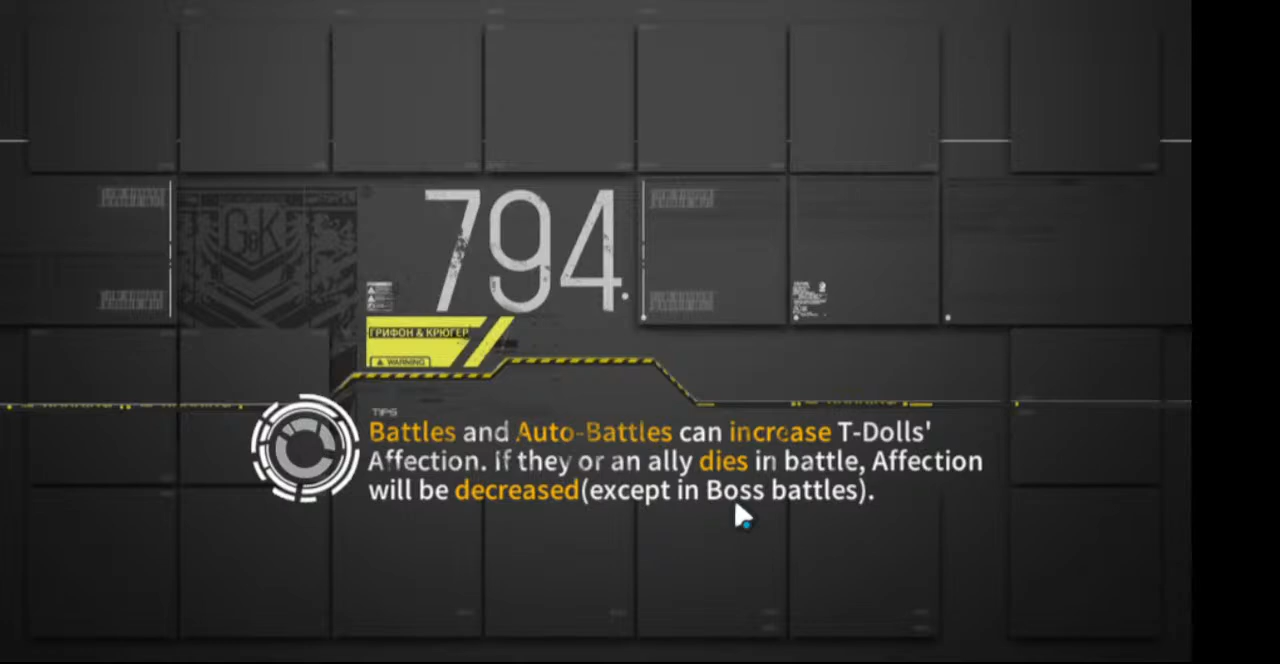 G&K
794.
ГРИФОН & КРЮГЕР
WARNING
TIPS
Battles and Auto-Battles can increase T-Dolls'
Affection. If they or an ally dies in battle, Affection
will be decreased(except in Boss battles).